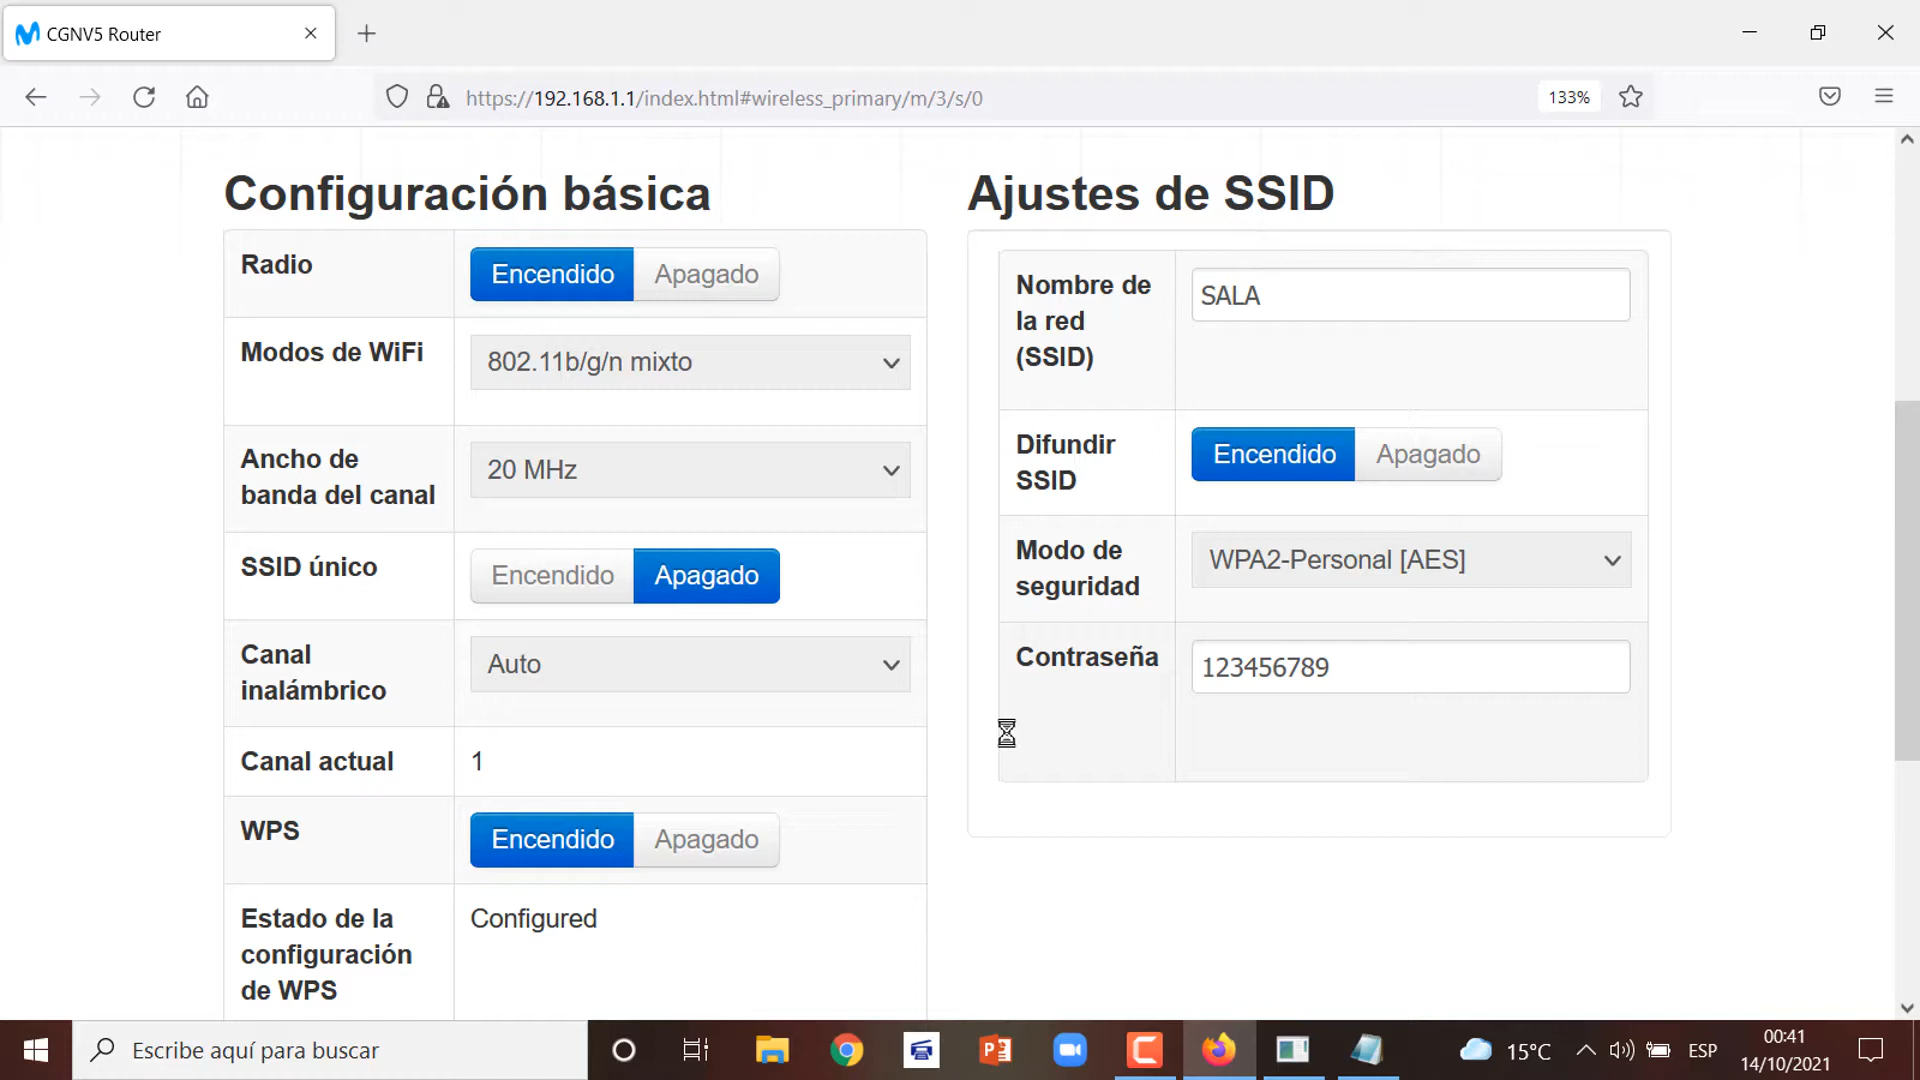 CGNV5 Router
https://192.168.1.1/index.html#wireless_primary/m/3/s/0
133%
Configuración básica
Radio
Encendido
Apagado
Modos de WiFi
802.11b/g/n mixto
Ancho de
banda del canal
20 MHz
SSID único
Encendido
Apagado
Canal
inalámbrico
Auto
Canal actual
1
WPS
Encendido
Apagado
Estado de la
configuración
de WPS
Configured
Ajustes de SSID
Nombre de
la red
(SSID)
SALA
Difundir
SSID
Encendido
Apagado
Modo de
seguridad
WPA2-Personal [AES]
Contraseña
123456789
Escribe aquí para buscar
15°C
ESP
00:41
14/10/2021